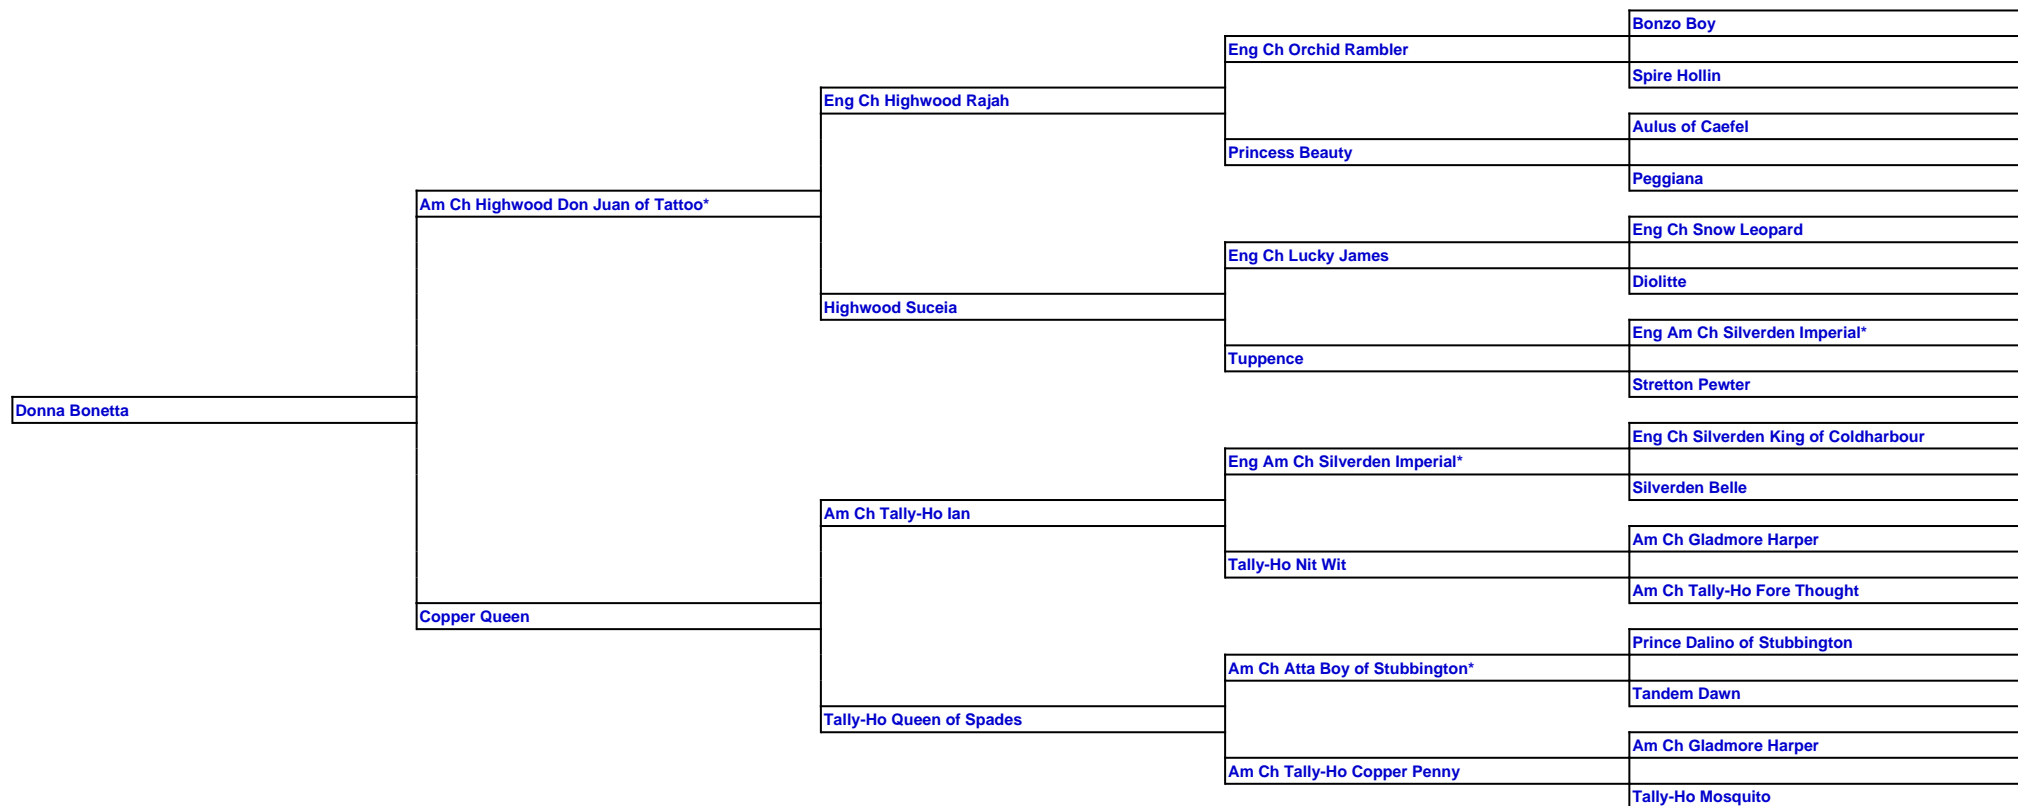 Bonzo Boy
Eng Ch Orchid Rambler
Spire Hollin
Eng Ch Highwood Rajah
Aulus of Caefel
Princess Beauty
Peggiana
Am Ch Highwood Don Juan of Tattoo*
Eng Ch Snow Leopard
Eng Ch Lucky James
Diolitte
Highwood Suceia
Eng Am Ch Silverden Imperial*
Tuppence
Stretton Pewter
Donna Bonetta
Eng Ch Silverden King of Coldharbour
Eng Am Ch Silverden Imperial*
Silverden Belle
Am Ch Tally-Ho Ian
Am Ch Gladmore Harper
Tally-Ho Nit Wit
Am Ch Tally-Ho Fore Thought
Copper Queen
Prince Dalino of Stubbington
Am Ch Atta Boy of Stubbington*
Tandem Dawn
Tally-Ho Queen of Spades
Am Ch Gladmore Harper
Am Ch Tally-Ho Copper Penny
Tally-Ho Mosquito